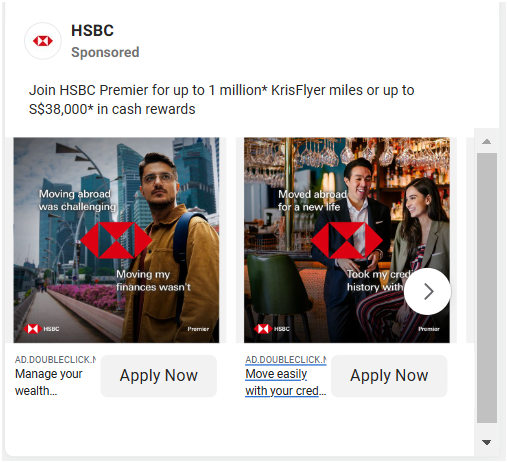 HSBC
Sponsored
Join HSBC Premier for up to 1 million* KrisFlyer miles or up to
S$38,000* in cash rewards
Moving abroad
was challenging
Moving my
finances wasn't
HSBC
Premier
Moved abroad
for a new life
Took my credi
history with
HSBC
Premier
AD.DOUBLECLICK.N
Manage your
wealth...
Apply Now
AD.DOUBLECLICK.N
Move easily
with your cred...
Apply Now